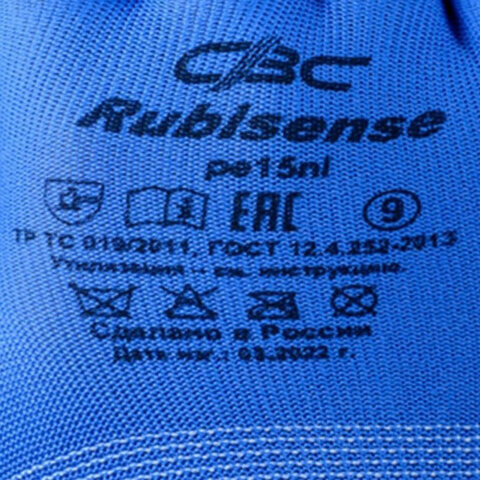 СВС
Rubisense
pe15nl
EAC 9
ТР ТС 019/2011, ГОСТ 12.4.252-2013
Утилизация - см. инструкцию.
Сделано в России
Дата изг.: 03.2022 г.